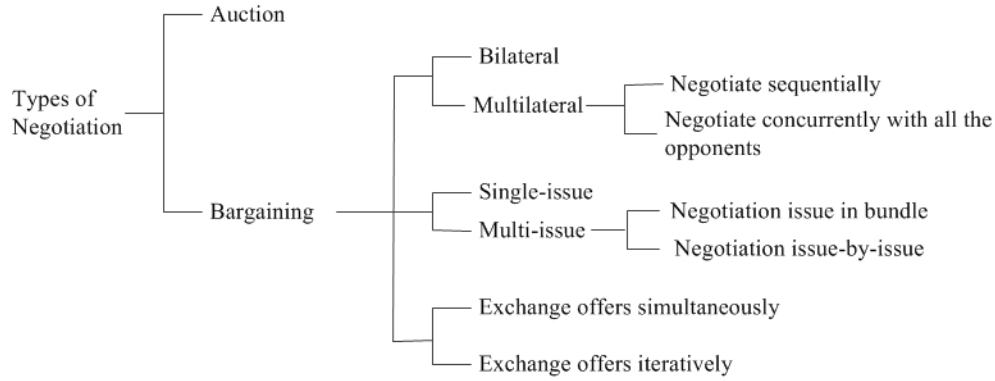 Auction
Bilateral
Types of
Negotiation
Multilateral
Negotiate sequentially
Negotiate concurrently with all the
opponents
Bargaining
Single-issue
Multi-issue
Negotiation issue in bundle
Negotiation issue-by-issue
Exchange offers simultaneously
Exchange offers iteratively